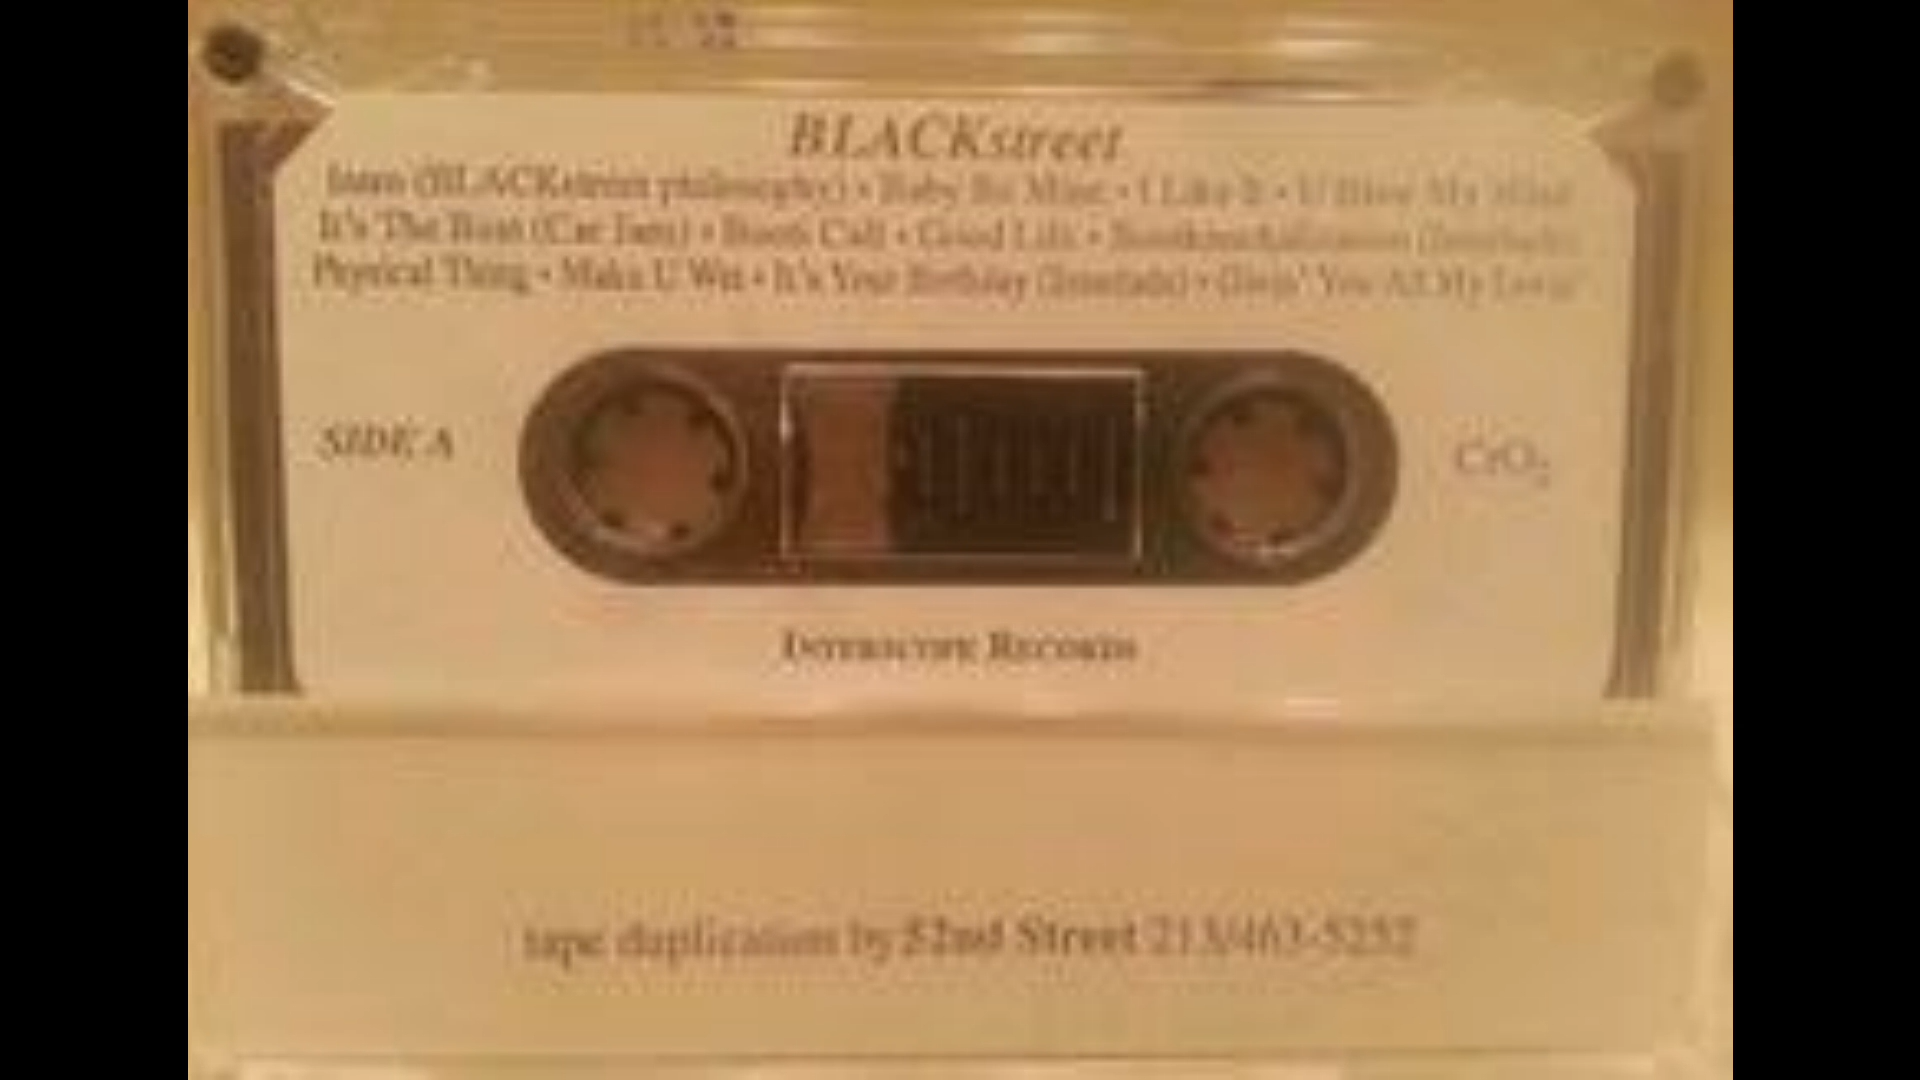 BLACKstreet
Intro (BLACKstreet philosophy) • Baby Be Mine • I Like It • U Blow My Mind
It's The Beat (Car Jam) • Booti Call • Good Life • (Interlude)
Physical Thing • Make U Wet • It's Your Birthday (Interlude) • Givin' You All My Lovin'
SIDE A
CrO2
INTERSCOPE RECORDS
tape duplication by 52nd Street 213/463-5252